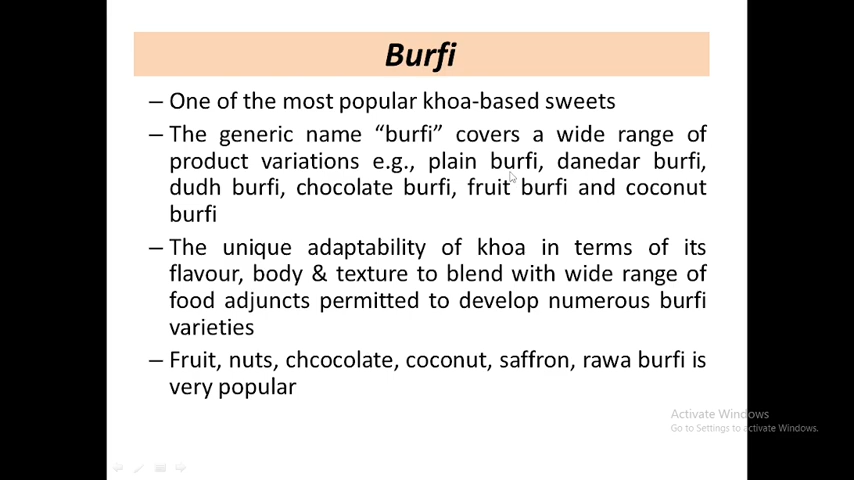 Burfi
– One of the most popular khoa-based sweets
– The generic name “burfi” covers a wide range of
product variations e.g., plain burfi, danedar burfi,
dudh burfi, chocolate burfi, fruit burfi and coconut
burfi
– The unique adaptability of khoa in terms of its
flavour, body & texture to blend with wide range of
food adjuncts permitted to develop numerous burfi
varieties
– Fruit, nuts, chcocolate, coconut, saffron, rawa burfi is
very popular
Activate Windows
Go to Settings to activate Windows.